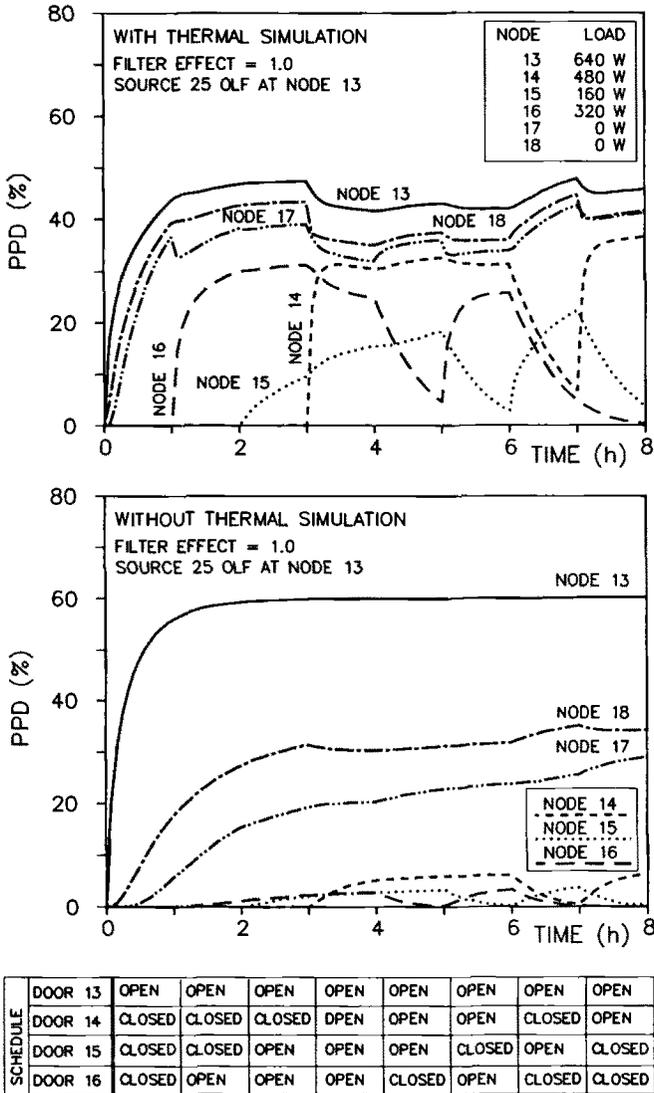 80
60
40
20
0
PPD (%)
WITH THERMAL SIMULATION
FILTER EFFECT = 1.0
SOURCE 25 OLF AT NODE 13
NODE LOAD
13 640 W
14 480 W
15 160 W
16 320 W
17 0 W
18 0 W
NODE 13
NODE 17
NODE 18
NODE 16
NODE 15
NODE 14
0 2 4 6 8
TIME (h)
80
60
40
20
0
PPD (%)
WITHOUT THERMAL SIMULATION
FILTER EFFECT = 1.0
SOURCE 25 OLF AT NODE 13
NODE 13
NODE 18
NODE 17
NODE 14
NODE 15
NODE 16
0 2 4 6 8
TIME (h)
SCHEDULE
DOOR 13 OPEN OPEN OPEN OPEN OPEN OPEN OPEN OPEN
DOOR 14 CLOSED CLOSED CLOSED OPEN OPEN OPEN CLOSED OPEN
DOOR 15 CLOSED CLOSED OPEN OPEN OPEN CLOSED OPEN CLOSED
DOOR 16 CLOSED OPEN OPEN OPEN CLOSED OPEN CLOSED CLOSED